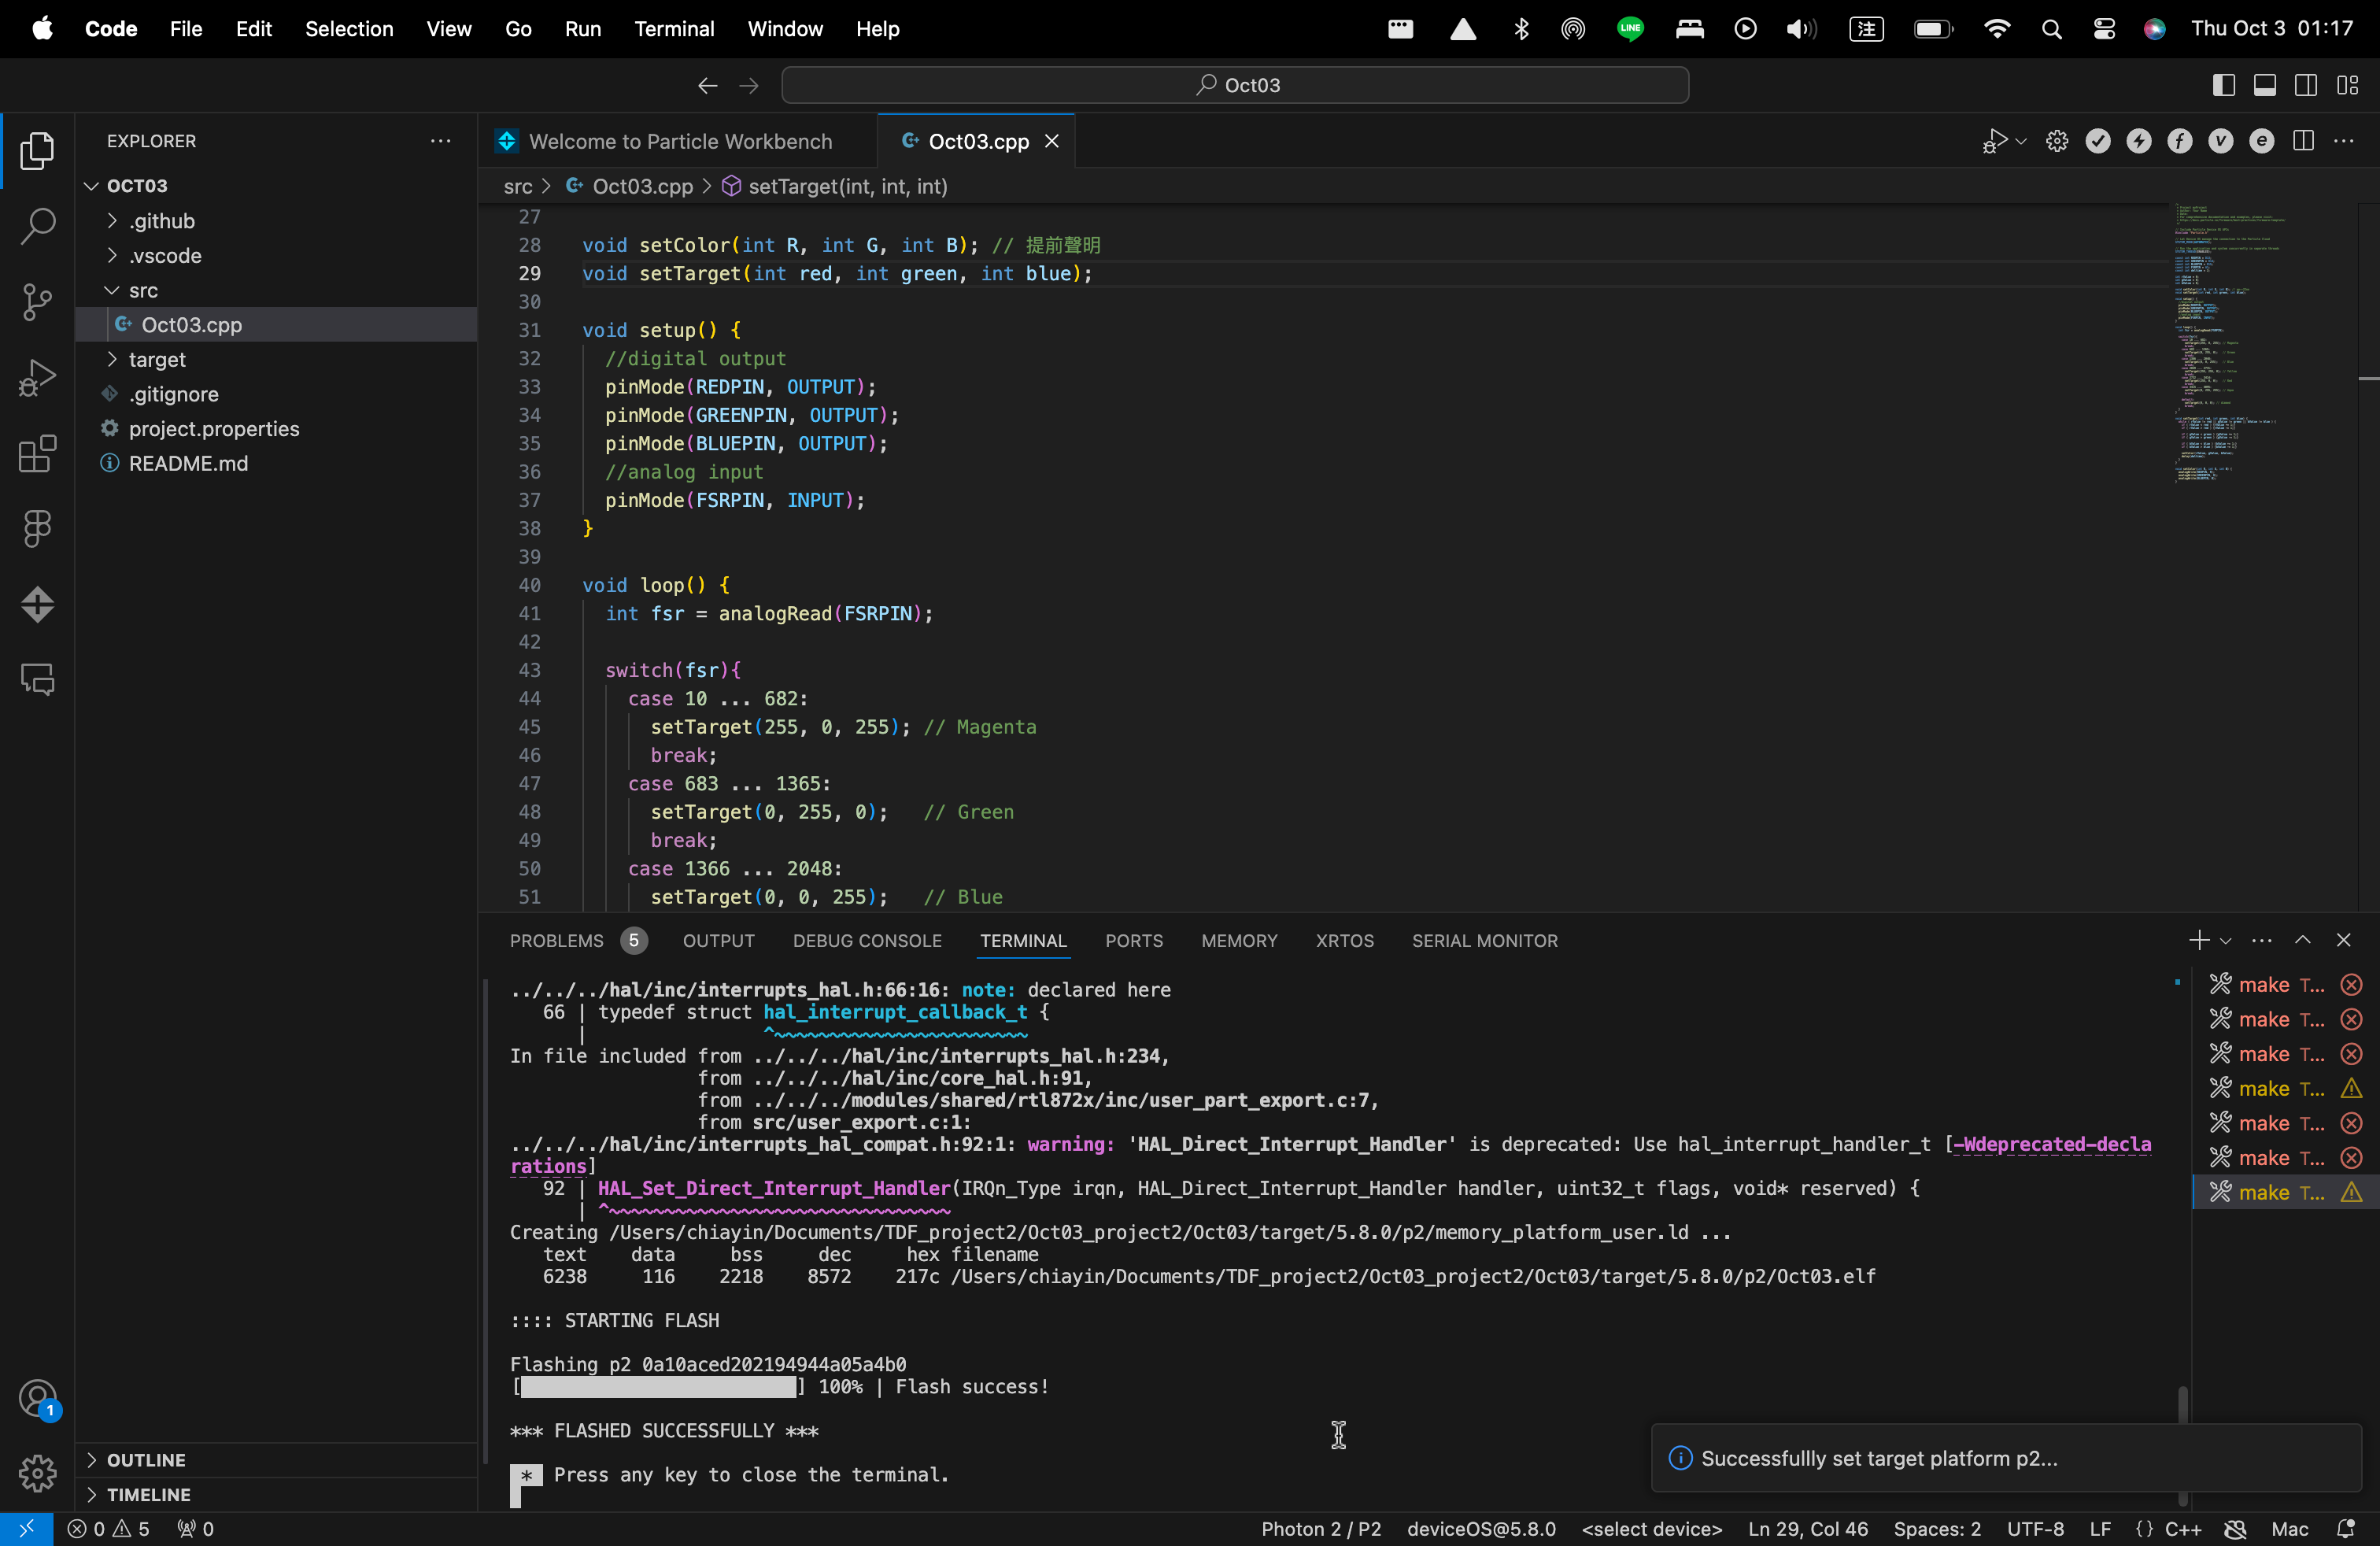 Code File Edit Selection View Go Run Terminal Window Help
LINE
注
Thu Oct 3 01:17
Oct03
EXPLORER
OCT03
.github
.vscode
src
Oct03.cpp
target
.gitignore
project.properties
README.md
OUTLINE
TIMELINE
Welcome to Particle Workbench
Oct03.cpp
src > Oct03.cpp > setTarget(int, int, int)
27
28 void setColor(int R, int G, int B); // 提前聲明
29 void setTarget(int red, int green, int blue);
30
31 void setup() {
32 //digital output
33 pinMode(REDPIN, OUTPUT);
34 pinMode(GREENPIN, OUTPUT);
35 pinMode(BLUEPIN, OUTPUT);
36 //analog input
37 pinMode(FSRPIN, INPUT);
38 }
39
40 void loop() {
41 int fsr = analogRead(FSRPIN);
42
43 switch(fsr){
44 case 10 ... 682:
45 setTarget(255, 0, 255); // Magenta
46 break;
47 case 683 ... 1365:
48 setTarget(0, 255, 0); // Green
49 break;
50 case 1366 ... 2048:
51 setTarget(0, 0, 255); // Blue
PROBLEMS 5 OUTPUT DEBUG CONSOLE TERMINAL PORTS MEMORY XRTOS SERIAL MONITOR
../../../hal/inc/interrupts_hal.h:66:16: note: declared here
66 | typedef struct hal_interrupt_callback_t {
| ^~~~~~~~~~~~~~~~~~~~~~~~
In file included from ../../../hal/inc/interrupts_hal.h:234,
from ../../../hal/inc/core_hal.h:91,
from ../../../modules/shared/rtl872x/inc/user_part_export.c:7,
from src/user_export.c:1:
../../../hal/inc/interrupts_hal_compat.h:92:1: warning: 'HAL_Direct_Interrupt_Handler' is deprecated: Use hal_interrupt_handler_t [-Wdeprecated-decla
rations]
92 | HAL_Set_Direct_Interrupt_Handler(IRQn_Type irqn, HAL_Direct_Interrupt_Handler handler, uint32_t flags, void* reserved) {
| ^~~~~~~~~~~~~~~~~~~~~~~~~~~~~~~~
Creating /Users/chiayin/Documents/TDF_project2/Oct03_project2/Oct03/target/5.8.0/p2/memory_platform_user.ld ...
text data bss dec hex filename
6238 116 2218 8572 217c /Users/chiayin/Documents/TDF_project2/Oct03_project2/Oct03/target/5.8.0/p2/Oct03.elf
:::: STARTING FLASH
Flashing p2 0a10aced202194944a05a4b0
[ ] 100% | Flash success!
*** FLASHED SUCCESSFULLY ***
* Press any key to close the terminal.
make T...
make T...
make T...
make T...
make T...
make T...
make T...
Successfullly set target platform p2...
1
0 5 0
Photon 2 / P2 deviceOS@5.8.0 <select device> Ln 29, Col 46 Spaces: 2 UTF-8 LF {} C++ Mac